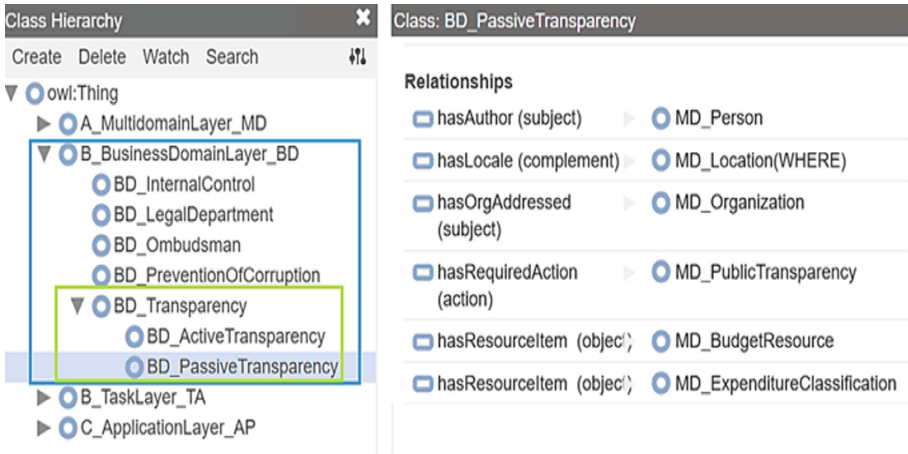 Class Hierarchy
Create Delete Watch Search
owl:Thing
A_MultidomainLayer_MD
B_BusinessDomainLayer_BD
BD_InternalControl
BD_LegalDepartment
BD_Ombudsman
BD_PreventionOfCorruption
BD_Transparency
BD_ActiveTransparency
BD_PassiveTransparency
B_TaskLayer_TA
C_ApplicationLayer_AP
Class: BD_PassiveTransparency
Relationships
hasAuthor (subject) MD_Person
hasLocale (complement) MD_Location(WHERE)
hasOrgAddressed MD_Organization
(subject)
hasRequiredAction MD_PublicTransparency
(action)
hasResourceItem (object) MD_BudgetResource
hasResourceItem (object) MD_ExpenditureClassification